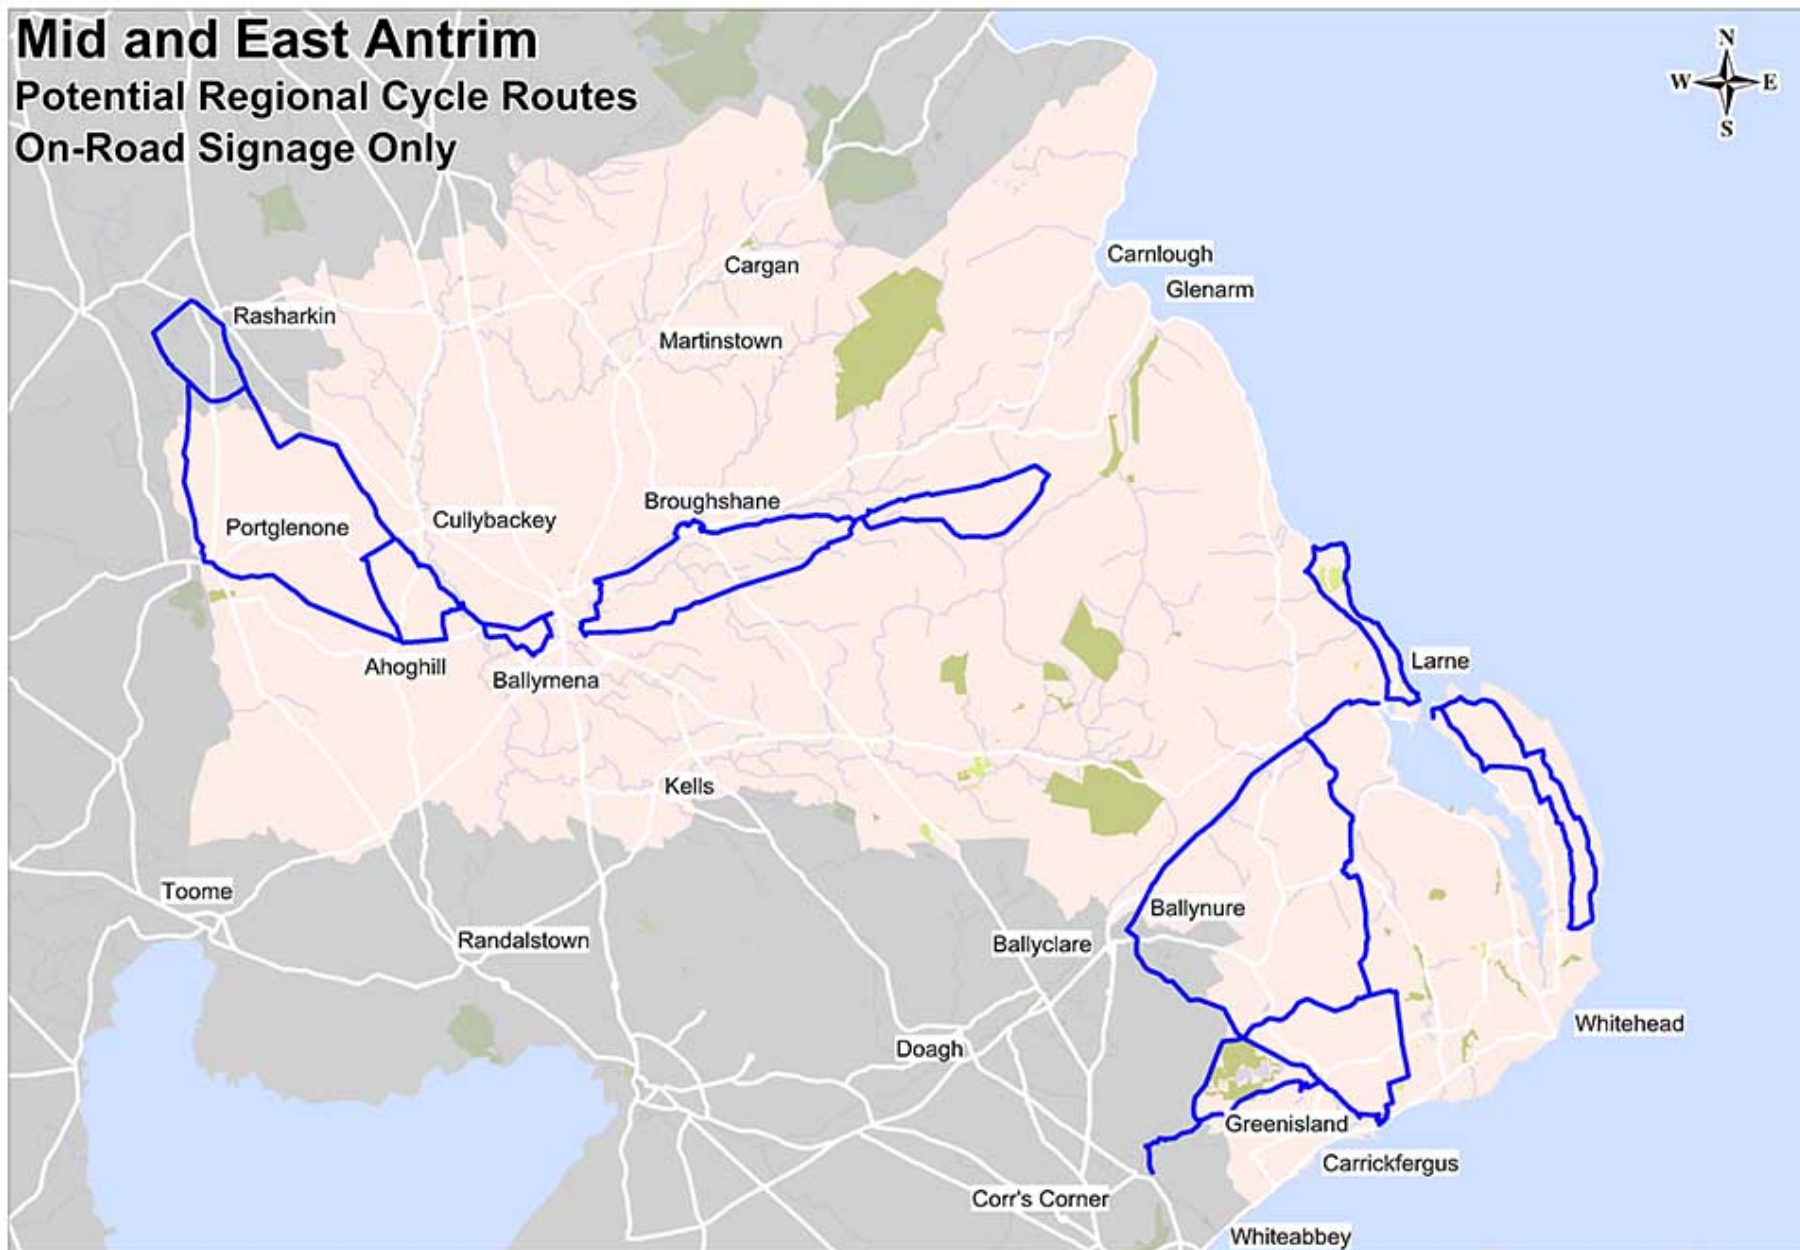 Mid and East Antrim
Potential Regional Cycle Routes
On-Road Signage Only
N
W E
S
Carnlough
Cargan
Glenarm
Rasharkin
Martinstown
Broughshane
Cullybackey
Portglenone
Larne
Ahoghill
Ballymena
Kells
Toome
Ballynure
Randalstown
Ballyclare
Whitehead
Doagh
Greenisland
Carrickfergus
Corr's Corner
Whiteabbey